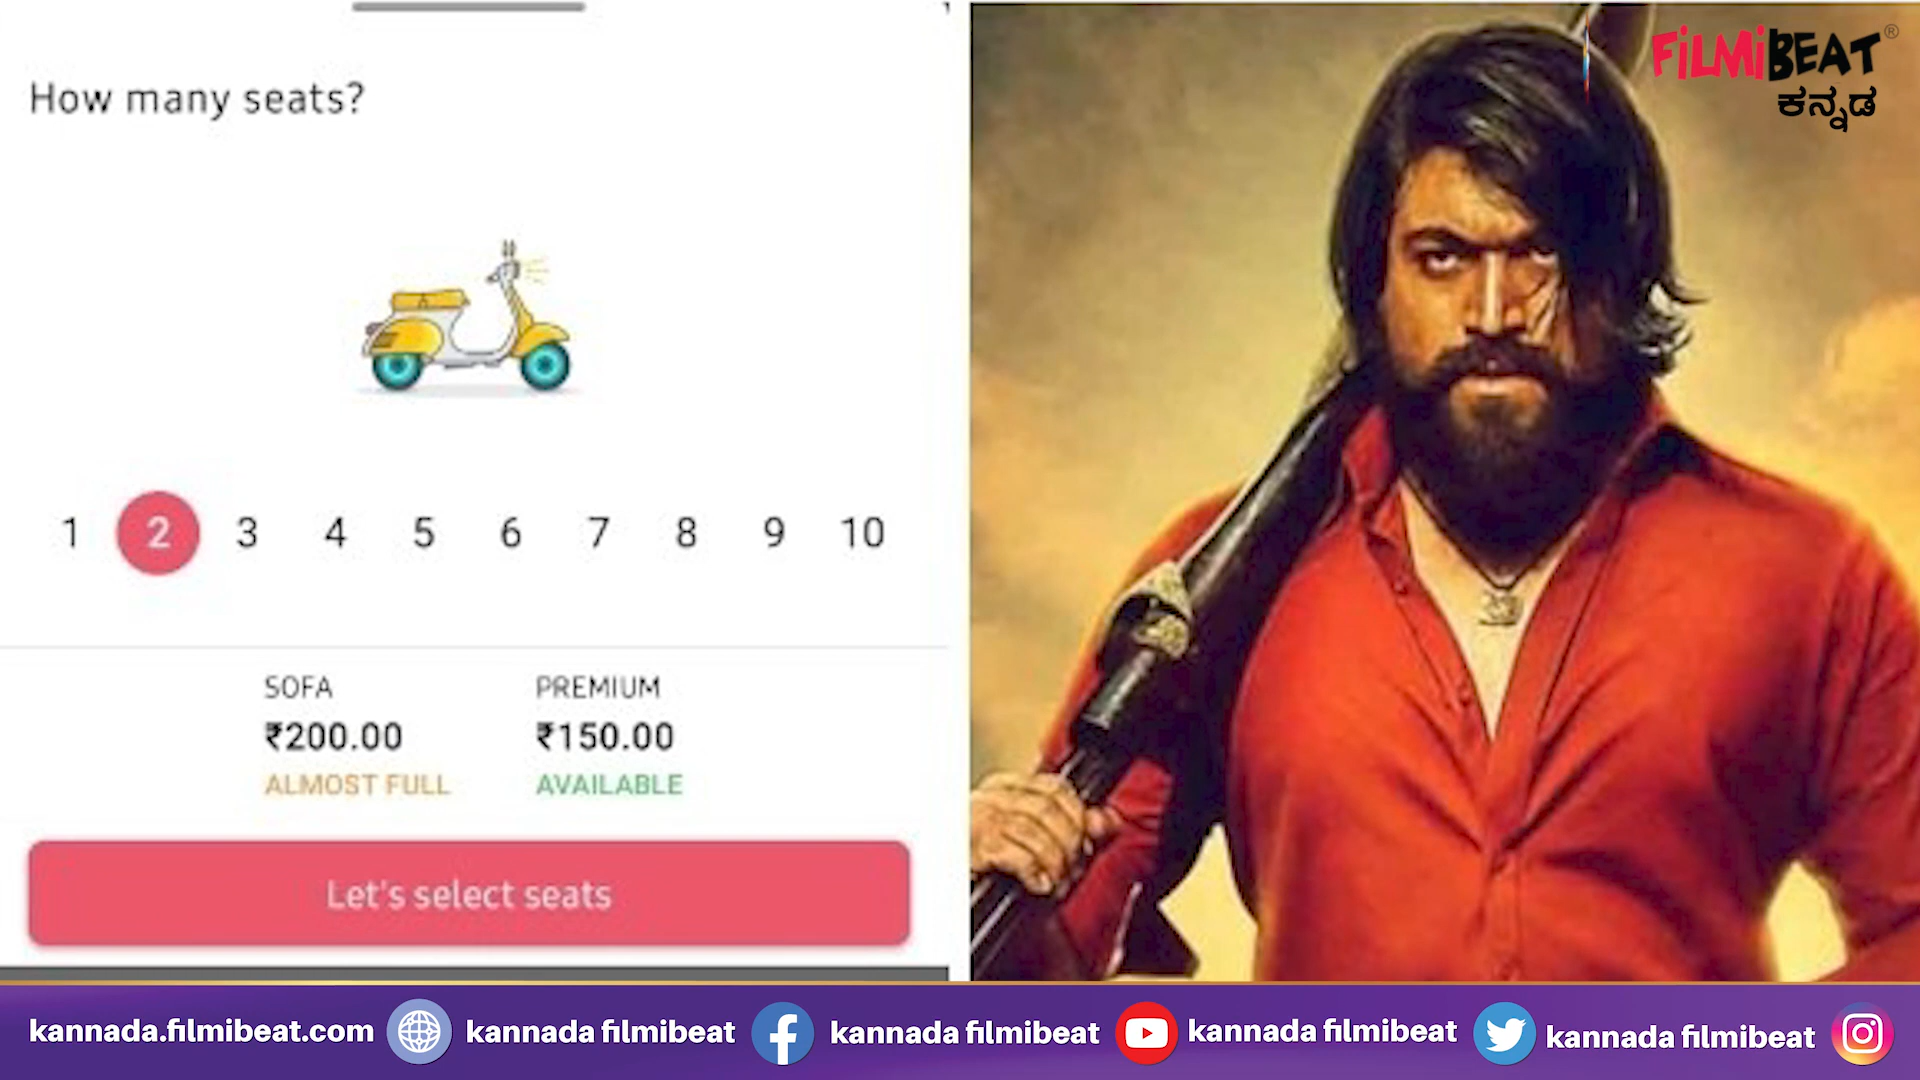 How many seats?
1 2 3 4 5 6 7 8 9 10
SOFA
₹200.00
ALMOST FULL
PREMIUM
₹150.00
AVAILABLE
Let's select seats
FiLMiBEAT®
ಕನ್ನಡ
kannada.filmibeat.com kannada filmibeat kannada filmibeat kannada filmibeat kannada filmibeat